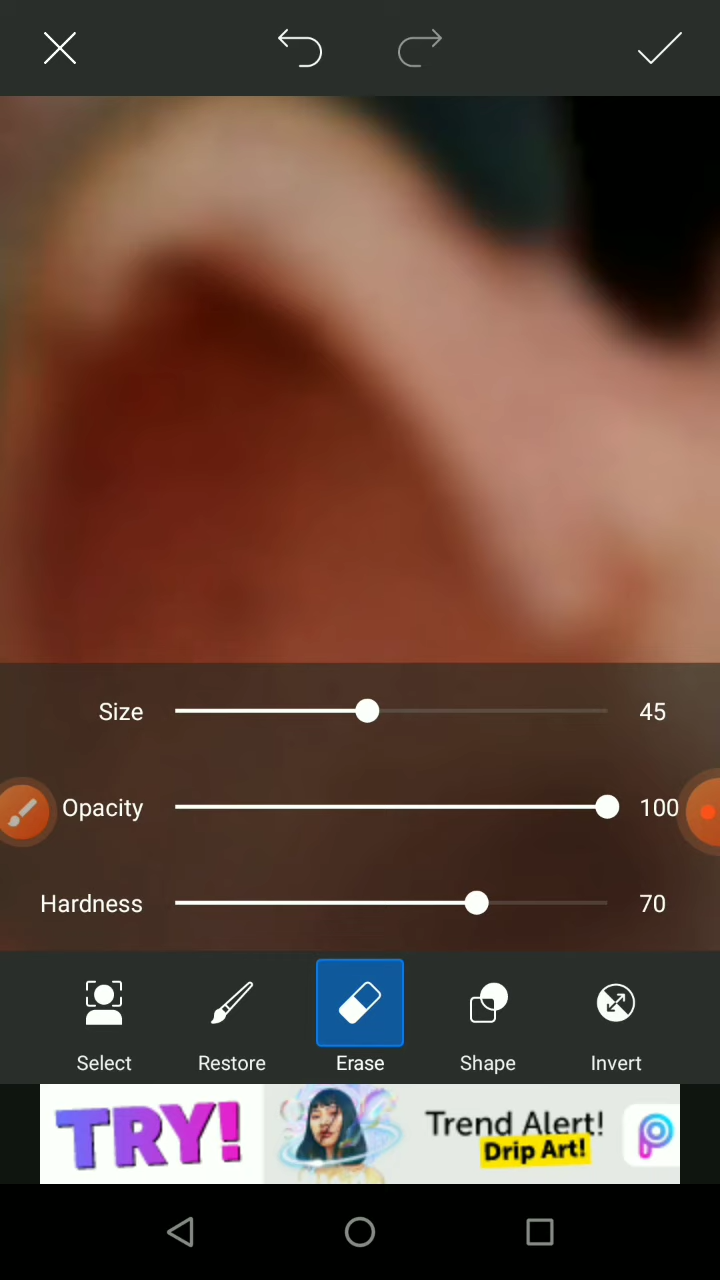 Size 45
Opacity 100
Hardness 70
Select Restore Erase Shape Invert
TRY! Trend Alert!
Drip Art!